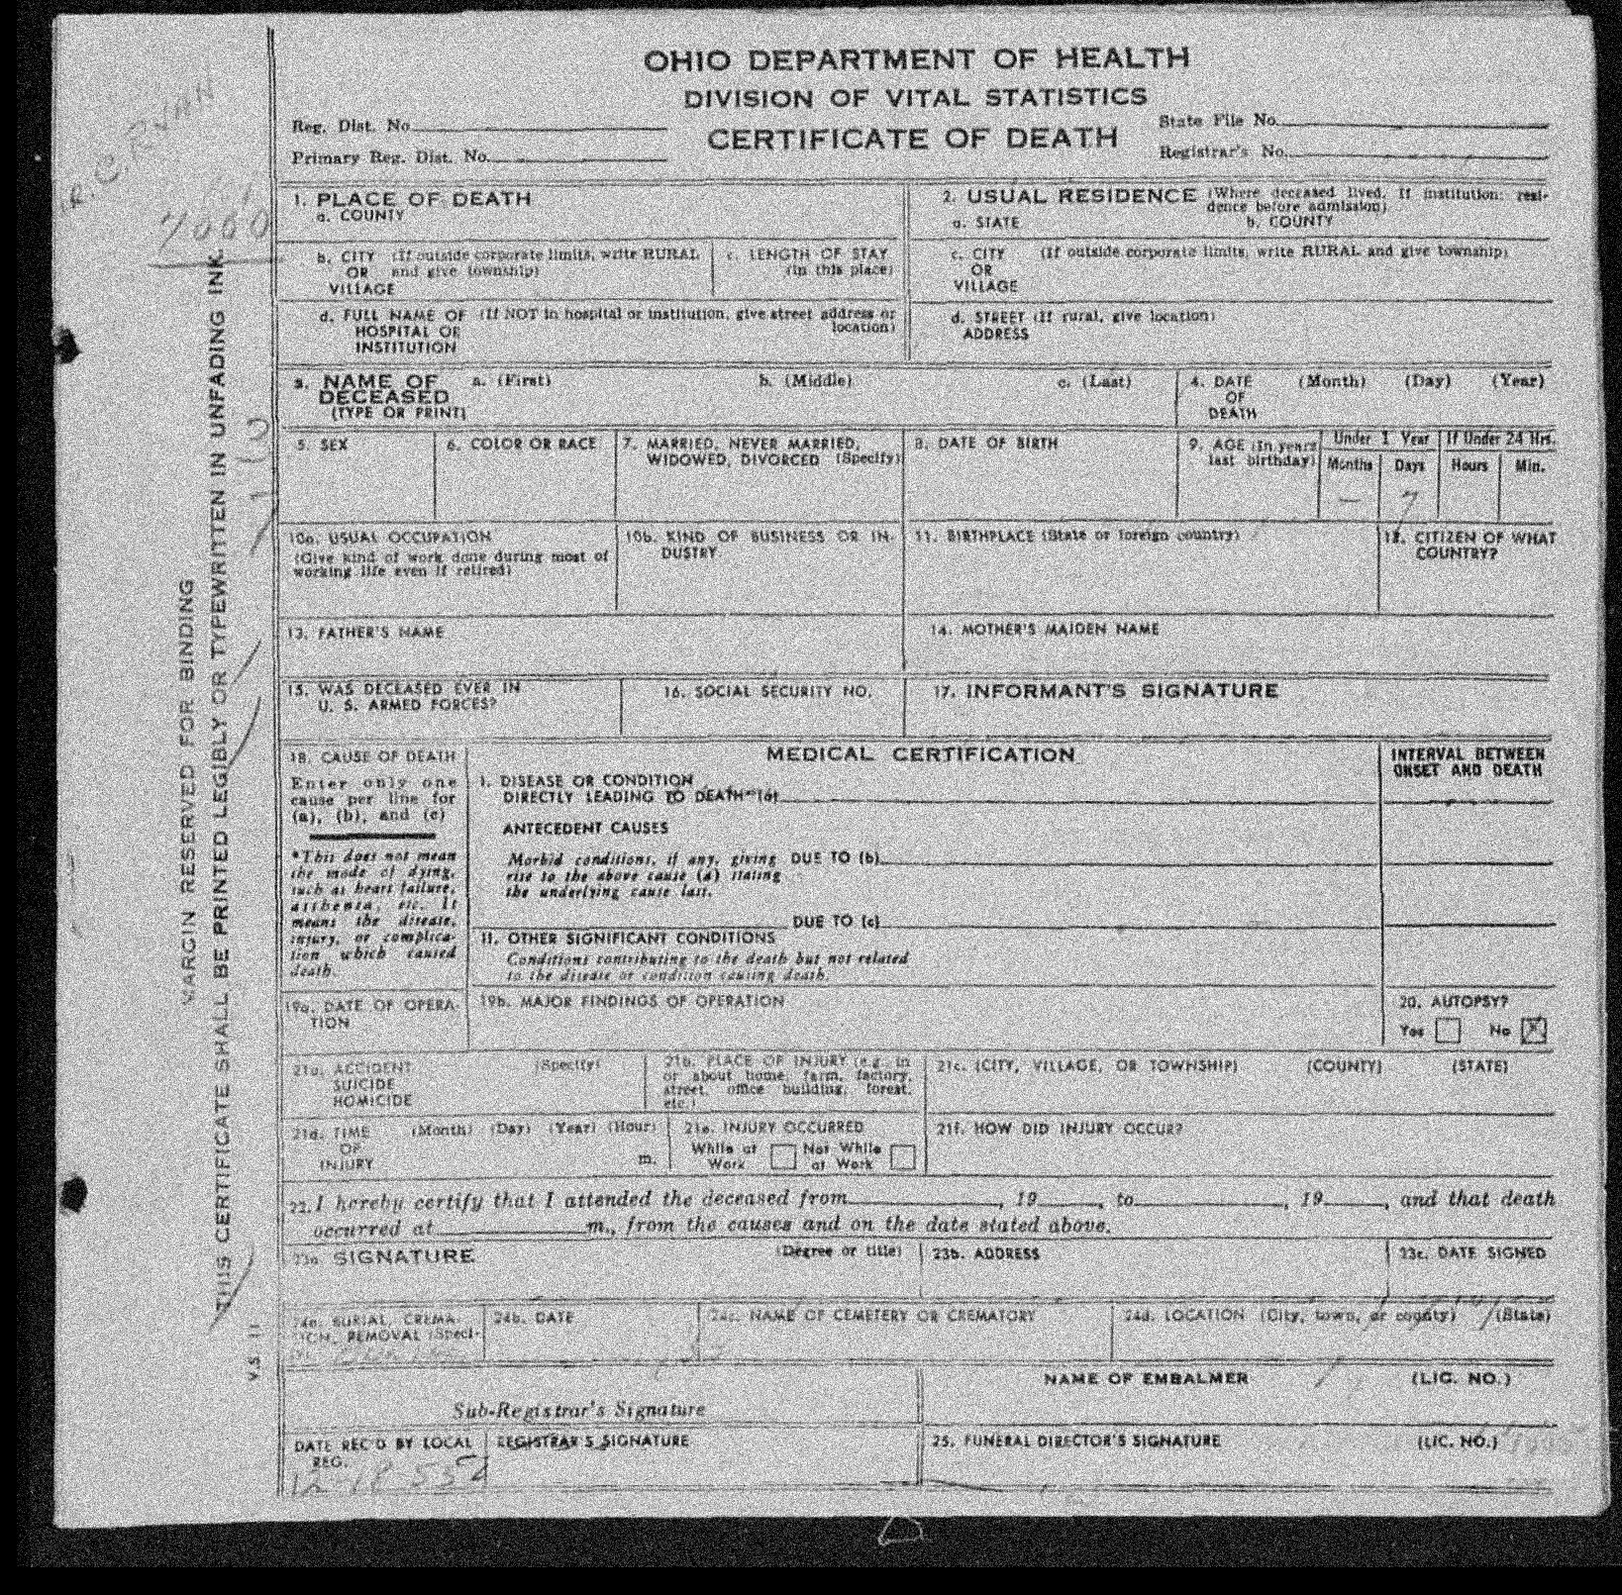 OHIO DEPARTMENT OF HEALTH
DIVISION OF VITAL STATISTICS
CERTIFICATE OF DEATH
Reg. Dist. No.
Primary Reg. Dist. No.
State File No.
Registrar's No.
R. C. RYAN
7060
MARGIN RESERVED FOR BINDING
THIS CERTIFICATE SHALL BE PRINTED LEGIBLY OR TYPEWRITTEN IN UNFADING INK.
V.S. 11
1. PLACE OF DEATH
a. COUNTY
2. USUAL RESIDENCE (Where deceased lived. If institution: resi-
dence before admission)
a. STATE b. COUNTY
b. CITY (If outside corporate limits, write RURAL
OR and give township)
VILLAGE
c. LENGTH OF STAY
(in this place)
c. CITY (If outside corporate limits, write RURAL and give township)
OR
VILLAGE
d. FULL NAME OF (If NOT in hospital or institution, give street address or
HOSPITAL OR location)
INSTITUTION
d. STREET (If rural, give location)
ADDRESS
3. NAME OF a. (First) b. (Middle) c. (Last)
DECEASED
(TYPE OR PRINT)
4. DATE (Month) (Day) (Year)
OF
DEATH
5. SEX
6. COLOR OR RACE
7. MARRIED, NEVER MARRIED,
WIDOWED, DIVORCED (Specify)
8. DATE OF BIRTH
9. AGE (In years
last birthday)
Under 1 Year
If Under 24 Hrs.
Months Days Hours Min.
— 7
10a. USUAL OCCUPATION
(Give kind of work done during most of
working life even if retired)
10b. KIND OF BUSINESS OR IN-
DUSTRY
11. BIRTHPLACE (State or foreign country)
12. CITIZEN OF WHAT
COUNTRY?
13. FATHER'S NAME
14. MOTHER'S MAIDEN NAME
15. WAS DECEASED EVER IN
U. S. ARMED FORCES?
16. SOCIAL SECURITY NO.
17. INFORMANT'S SIGNATURE
18. CAUSE OF DEATH
Enter only one
cause per line for
(a), (b), and (c)
*This does not mean
the mode of dying,
such as heart failure,
asthenia, etc. It
means the disease,
injury, or complica-
tion which caused
death.
MEDICAL CERTIFICATION
INTERVAL BETWEEN
ONSET AND DEATH
I. DISEASE OR CONDITION
DIRECTLY LEADING TO DEATH* (a)
ANTECEDENT CAUSES
Morbid conditions, if any, giving DUE TO (b)
rise to the above cause (a) stating
the underlying cause last.
DUE TO (c)
II. OTHER SIGNIFICANT CONDITIONS
Conditions contributing to the death but not related
to the disease or condition causing death.
19a. DATE OF OPERA-
TION
19b. MAJOR FINDINGS OF OPERATION
20. AUTOPSY?
Yes No X
21a. ACCIDENT (Specify)
SUICIDE
HOMICIDE
21b. PLACE OF INJURY (e.g., in
or about home, farm, factory,
street, office building, forest,
etc.)
21c. (CITY, VILLAGE, OR TOWNSHIP) (COUNTY) (STATE)
21d. TIME (Month) (Day) (Year) (Hour)
OF
INJURY m.
21e. INJURY OCCURRED
While at Not While
Work at Work
21f. HOW DID INJURY OCCUR?
22. I hereby certify that I attended the deceased from , 19 , to , 19 , and that death
occurred at m., from the causes and on the date stated above.
23a. SIGNATURE (Degree or title)
23b. ADDRESS
23c. DATE SIGNED
24a. BURIAL, CREMA-
TION, REMOVAL (Speci-
24b. DATE
24c. NAME OF CEMETERY OR CREMATORY
24d. LOCATION (City, town, or county) (State)
Sub-Registrar's Signature
NAME OF EMBALMER (LIC. NO.)
DATE REC'D BY LOCAL
REG.
12 18 53
REGISTRAR'S SIGNATURE
25. FUNERAL DIRECTOR'S SIGNATURE (LIC. NO.)